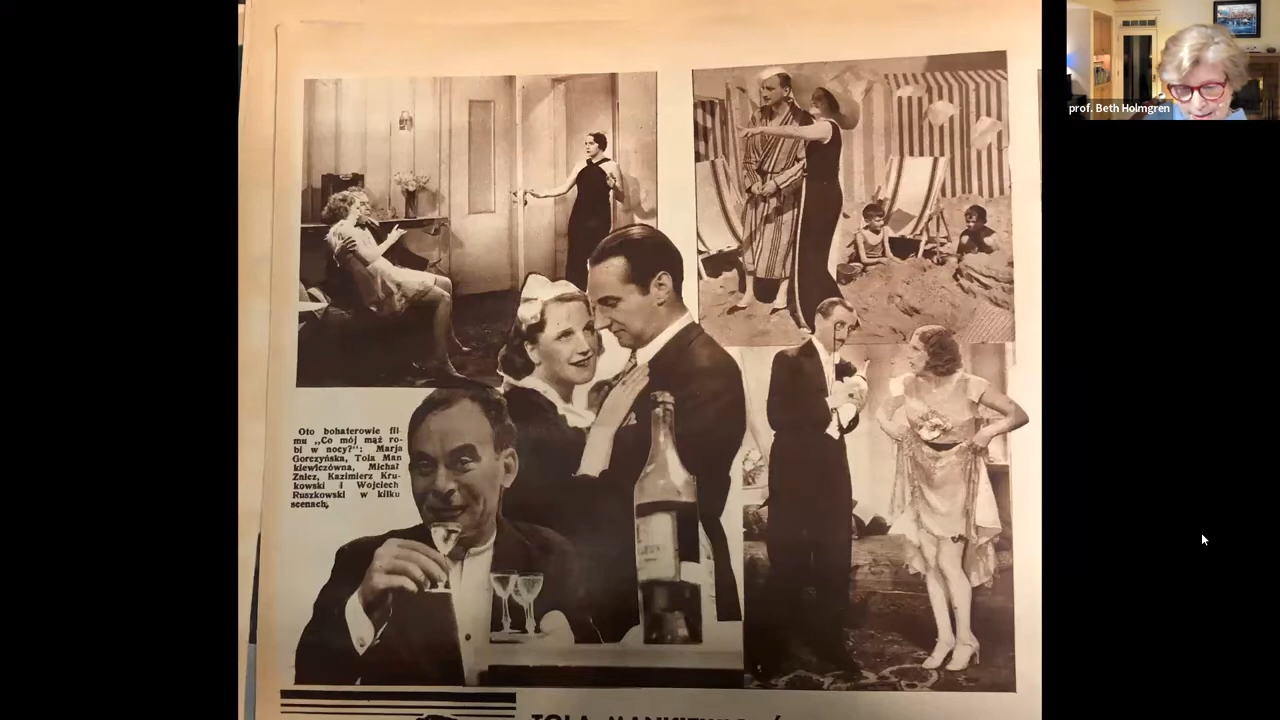 prof. Beth Holmgren
Oto bohaterowie fil-
mu „Co mój mąż ro-
bi w nocy?”: Marja
Gorczyńska, Tola Man
kiewiczówna, Michał
Znicz, Kazimierz Kru-
kowski i Wojciech
Ruszkowski w kilku
scenach.